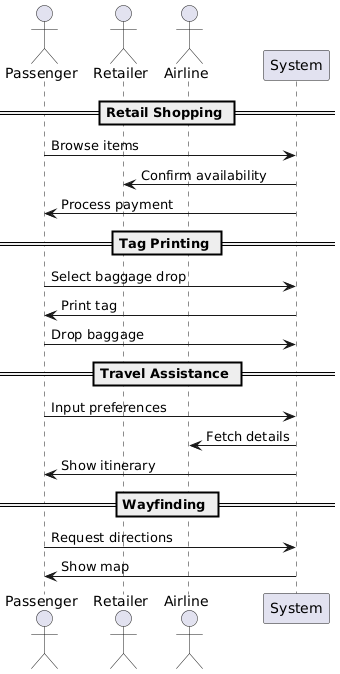 Passenger Retailer Airline System
Retail Shopping
Browse items
Confirm availability
Process payment
Tag Printing
Select baggage drop
Print tag
Drop baggage
Travel Assistance
Input preferences
Fetch details
Show itinerary
Wayfinding
Request directions
Show map
Passenger Retailer Airline System